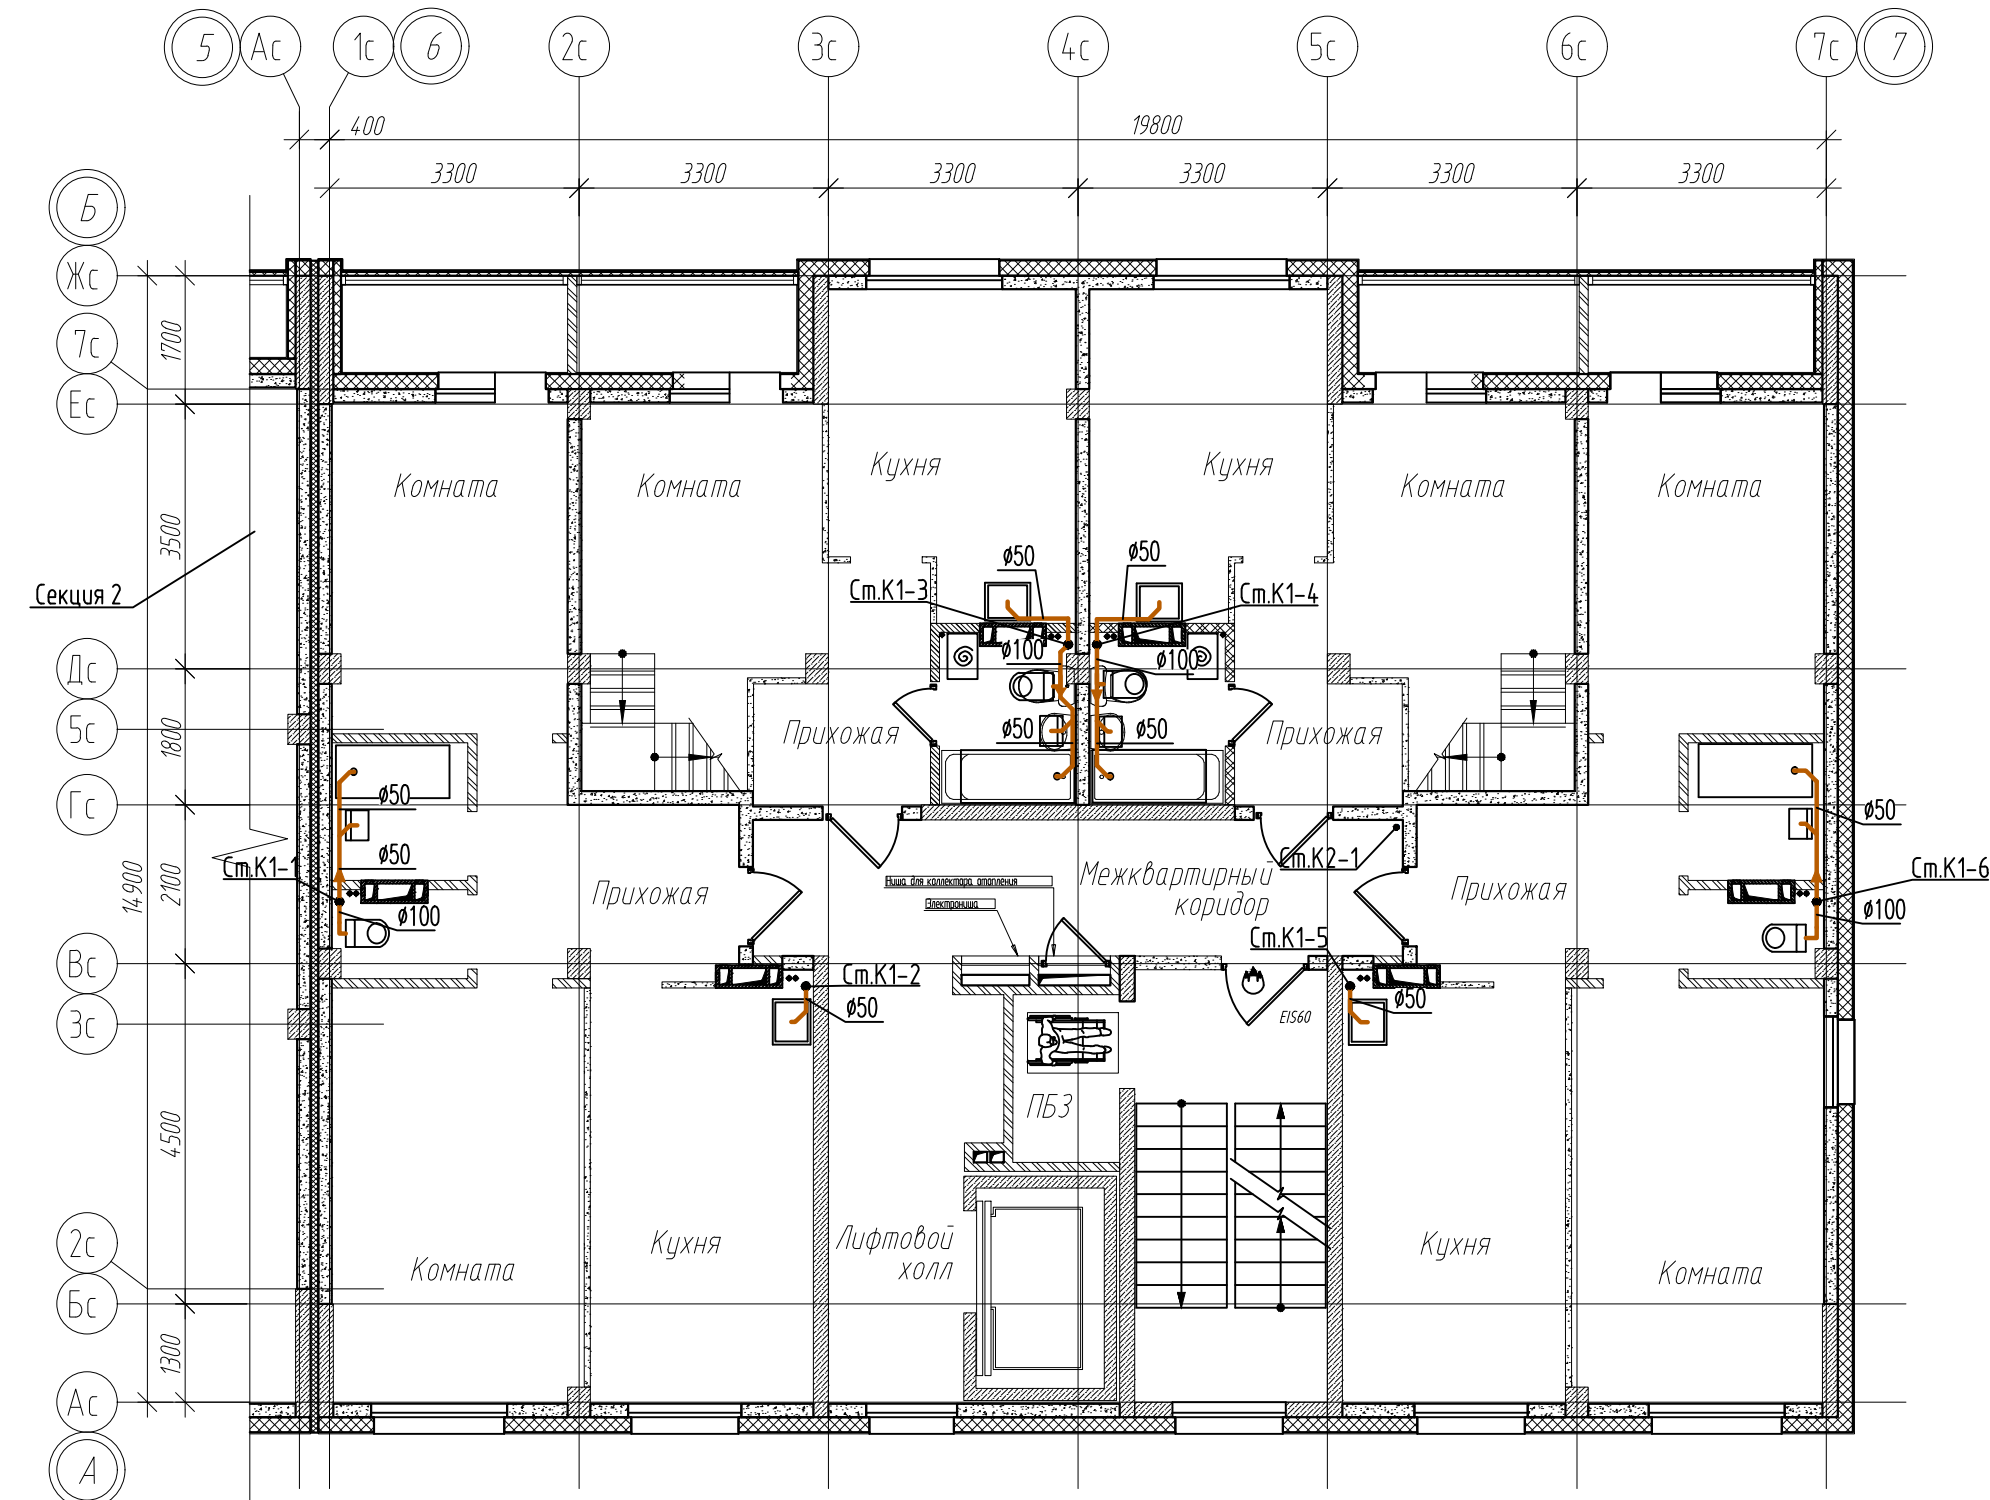 5
Ас
1с
6
2с
3с
4с
5с
6с
7с
7
400
19800
3300
3300
3300
3300
3300
3300
Б
Жс
7с
Ес
Дс
5с
Гс
Вс
3с
2с
Бс
Ас
А
1700
3500
1800
2100
4500
1300
14900
Секция 2
Комната
Комната
Кухня
Кухня
Комната
Комната
ø50
ø50
Ст.К1-3
Ст.К1-4
ø100
ø100
ø50
ø50
Прихожая
Прихожая
ø50
ø50
Ст.К1-1
ø100
ø50
Ст.К1-6
ø100
Прихожая
Ниша для коллектора отопления
Электрониша
Межквартирный
коридор
Ст.К2-1
Прихожая
Ст.К1-2
ø50
Ст.К1-5
ø50
EIS60
ПБЗ
Лифтовой
холл
Кухня
Комната
Кухня
Комната